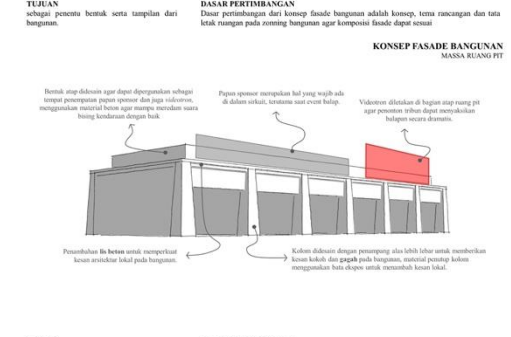 TUJUAN
sebagai penentu bentuk serta tampilan dari
bangunan.
DASAR PERTIMBANGAN
Dasar pertimbangan dari konsep fasade bangunan adalah konsep, tema rancangan dan tata
letak ruangan pada zonning bangunan agar komposisi fasade dapat sesuai
KONSEP FASADE BANGUNAN
MASSA RUANG PIT
Bentuk atap didesain agar dapat dipergunakan sebagai
tempat penempatan papan sponsor dan juga videotron,
menggunakan material beton agar mampu meredam suara
bising kendaraan dengan baik
Papan sponsor merupakan hal yang wajib ada
di dalam sirkuit, terutama saat event balap.
Videotron diletakan di bagian atap ruang pit
agar penonton tribun dapat menyaksikan
balapan secara dramatis.
Penambahan lis beton untuk memperkuat
kesan arsitektur lokal pada bangunan.
Kolom didesain dengan penampang alas lebih lebar untuk memberikan
kesan kokoh dan gagah pada bangunan, material penutup kolom
menggunakan bata ekspos untuk menambah kesan lokal.